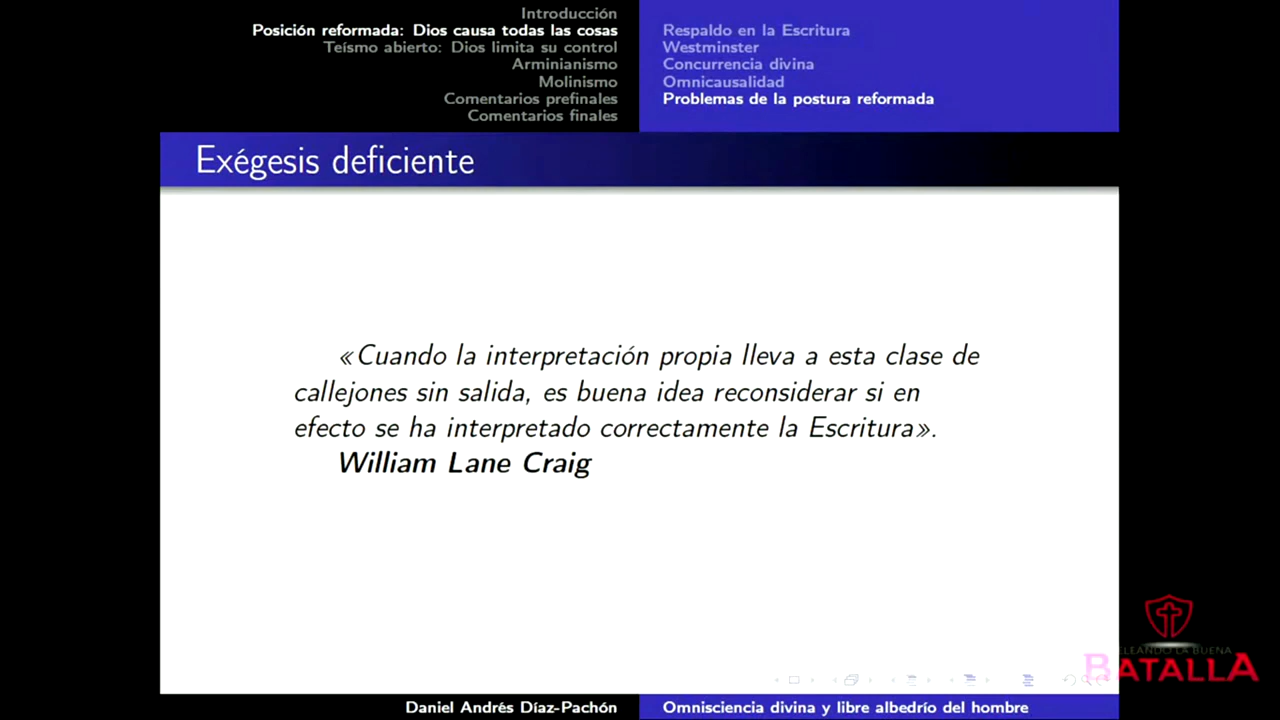 Introducción
Posición reformada: Dios causa todas las cosas
Teísmo abierto: Dios limita su control
Arminianismo
Molinismo
Comentarios prefinales
Comentarios finales
Respaldo en la Escritura
Westminster
Concurrencia divina
Omnicausalidad
Problemas de la postura reformada
Exégesis deficiente
«Cuando la interpretación propia lleva a esta clase de
callejones sin salida, es buena idea reconsiderar si en
efecto se ha interpretado correctamente la Escritura».
William Lane Craig
LA BUENA
BATALLA
Daniel Andrés Díaz-Pachón
Omnisciencia divina y libre albedrío del hombre